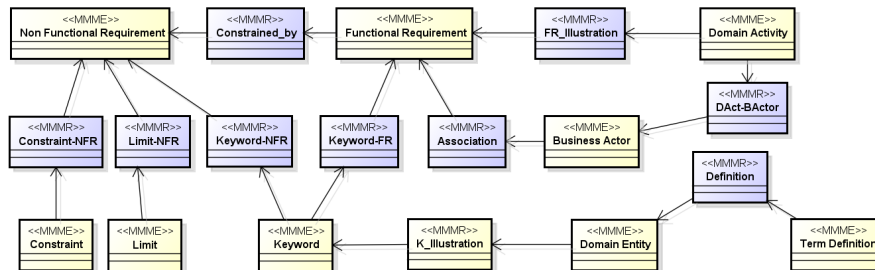 <<MMME>>
Non Functional Requirement
<<MMMR>>
Constrained_by
<<MMME>>
Functional Requirement
<<MMMR>>
FR_Illustration
<<MMME>>
Domain Activity
<<MMMR>>
DAct-BActor
<<MMMR>>
Constraint-NFR
<<MMMR>>
Limit-NFR
<<MMMR>>
Keyword-NFR
<<MMMR>>
Keyword-FR
<<MMMR>>
Association
<<MMME>>
Business Actor
<<MMMR>>
Definition
<<MMME>>
Constraint
<<MMME>>
Limit
<<MMME>>
Keyword
<<MMMR>>
K_Illustration
<<MMME>>
Domain Entity
<<MMME>>
Term Definition